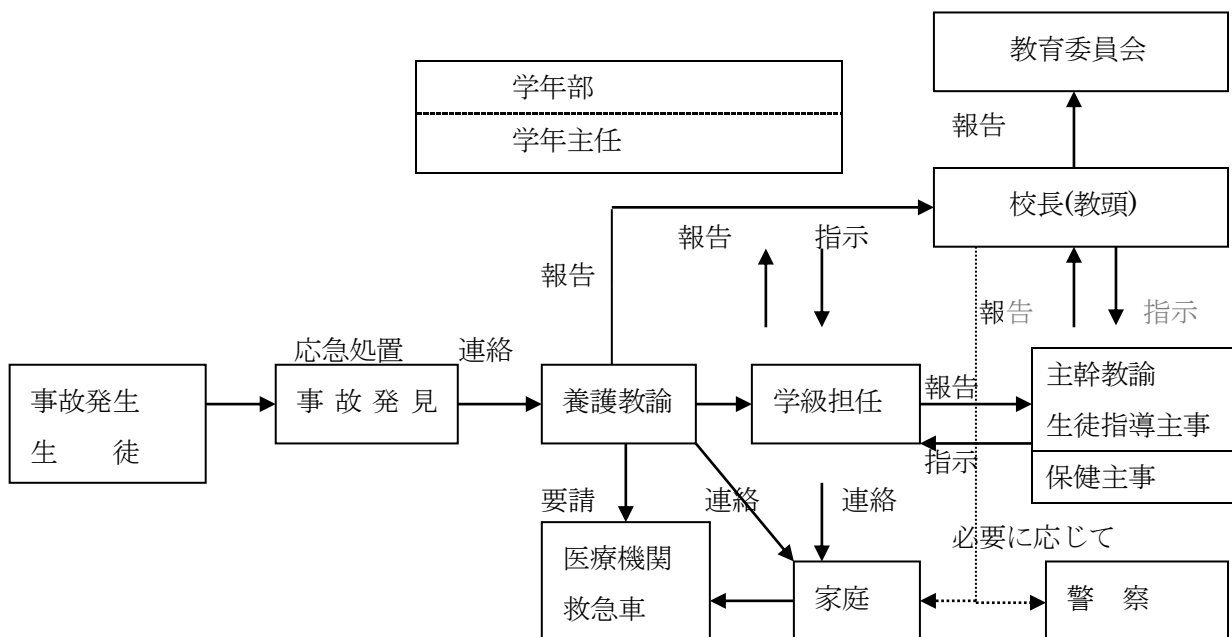 教育委員会
学年部
学年主任
報告
校長(教頭)
報告
指示
報告
報告
指示
応急処置
連絡
事故発生
生　　徒
事 故 発 見
養護教諭
学級担任
報告
指示
主幹教諭
生徒指導主事
保健主事
要請
連絡
連絡
必要に応じて
医療機関
救急車
家庭
警　察